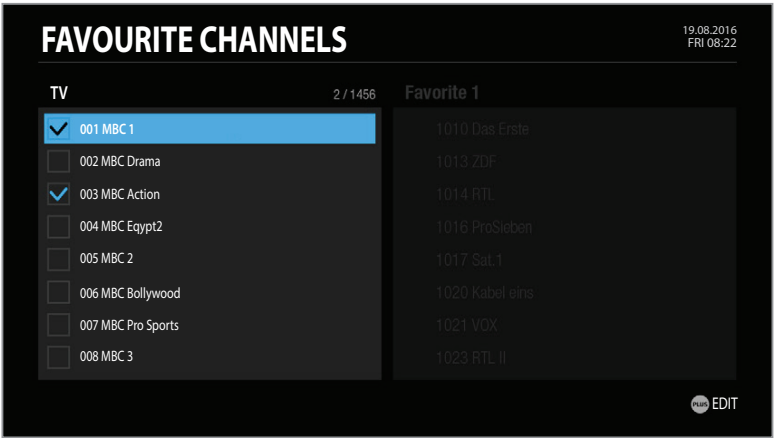 FAVOURITE CHANNELS
19.08.2016
FRI 08:22
TV
2 / 1456
001 MBC 1
002 MBC Drama
003 MBC Action
004 MBC Eqypt2
005 MBC 2
006 MBC Bollywood
007 MBC Pro Sports
008 MBC 3
Favorite 1
1010 Das Erste
1013 ZDF
1014 RTL
1016 ProSieben
1017 Sat.1
1020 Kabel eins
1021 VOX
1023 RTL II
PLUS EDIT